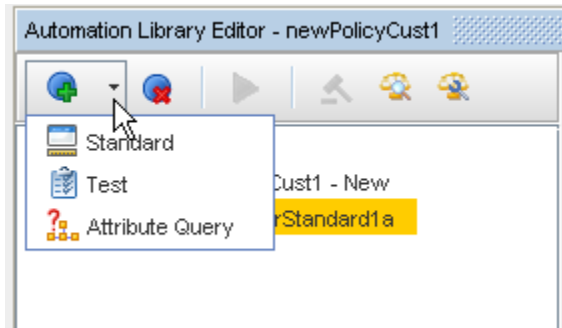 Automation Library Editor - newPolicyCust1
Standard
Test
Cust1 - New
Attribute Query
rStandard1a